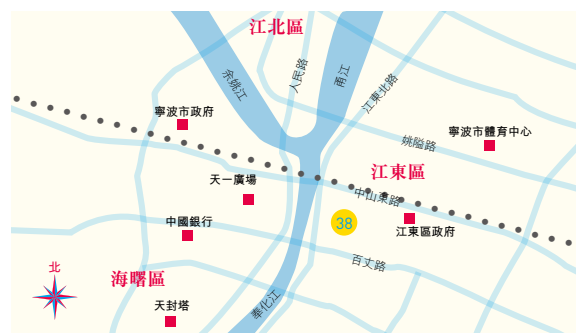 江北區
余姚江
人民路
甬江
江東北路
寧波市政府
姚隘路
寧波市體育中心
江東區
天一廣場
中山東路
中國銀行
38
江東區政府
百丈路
北
海曙區
奉化江
天封塔